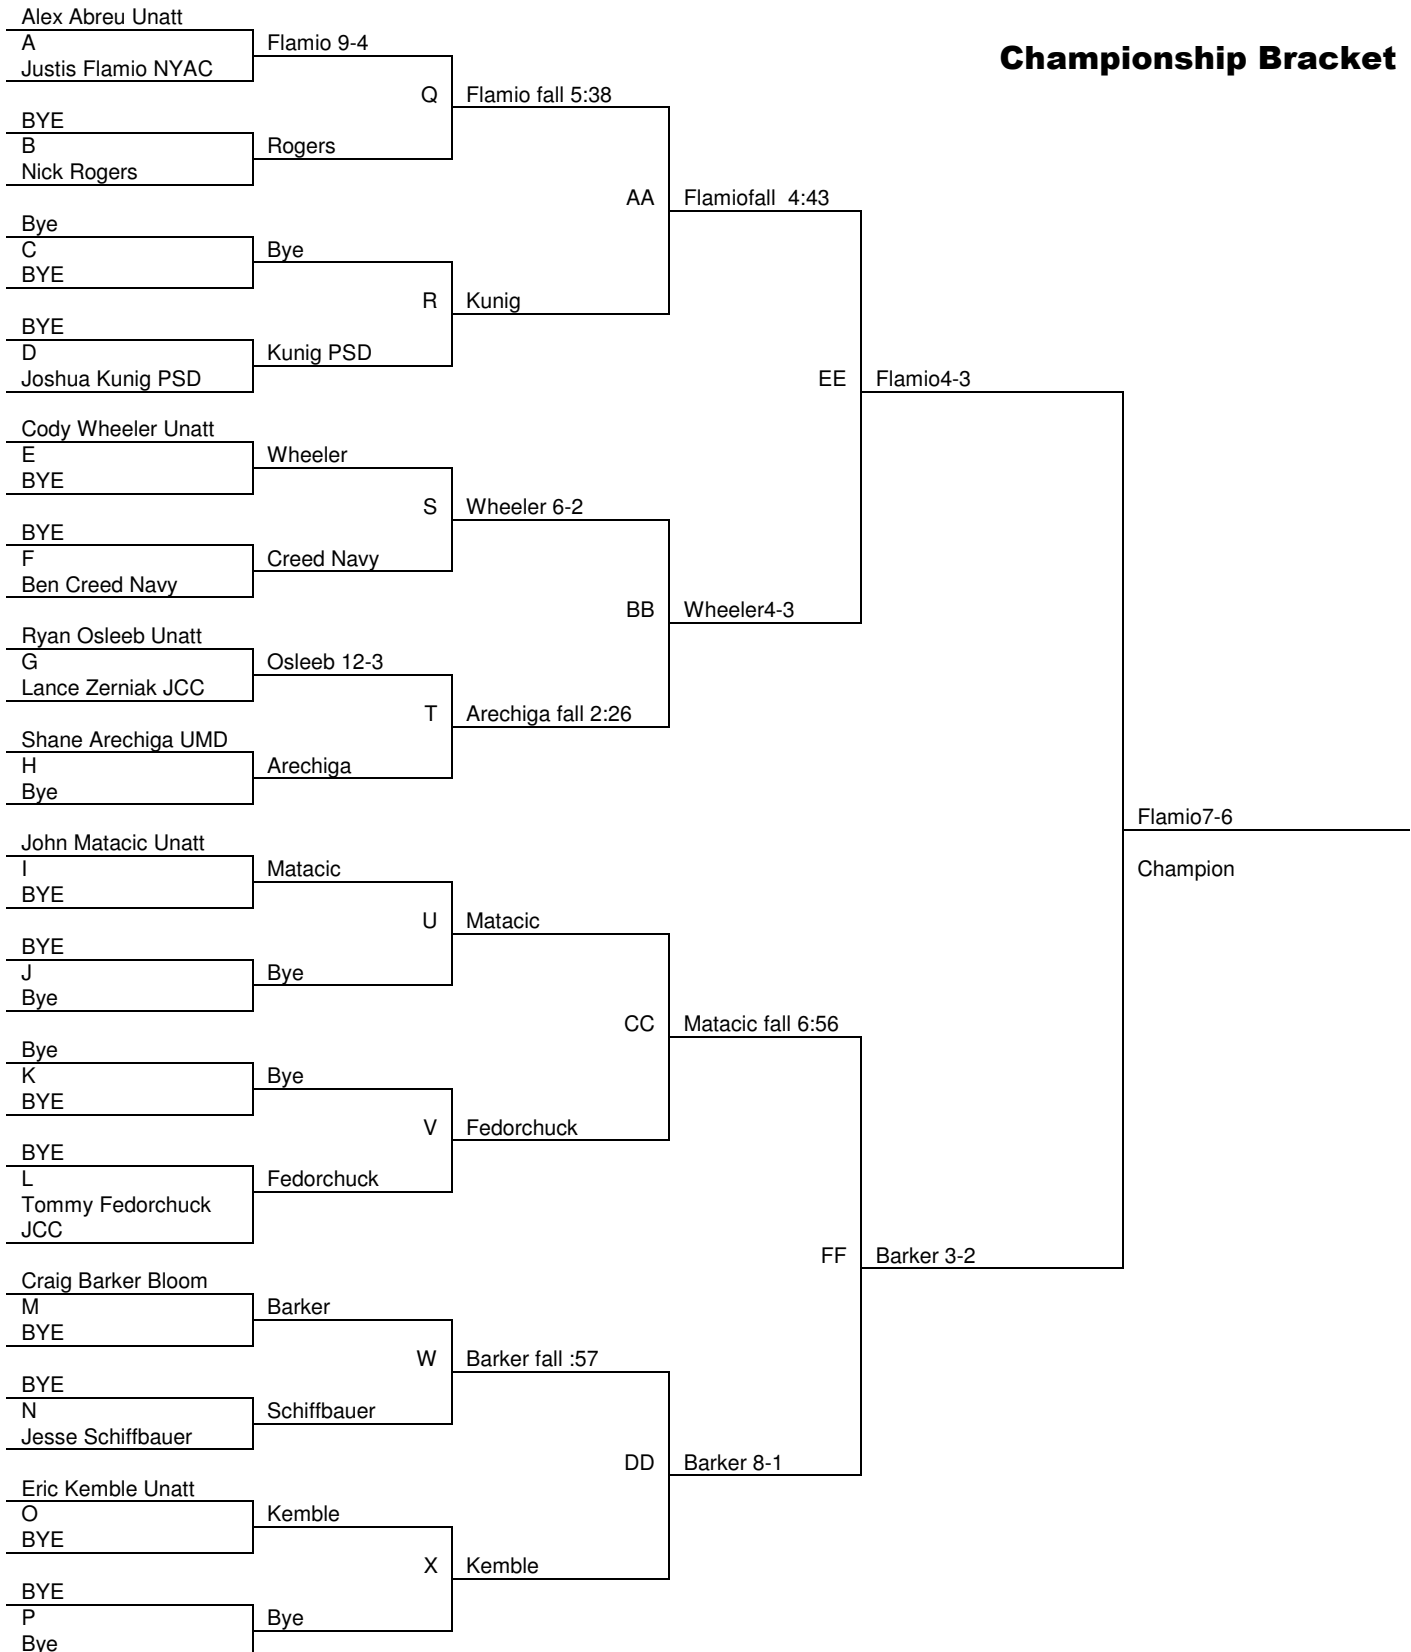 Alex Abreu Unatt
A
Flamio 9-4
Justis Flamio NYAC
Championship Bracket
Q
Flamio fall 5:38
BYE
B
Rogers
Nick Rogers
AA
Flamiofall  4:43
Bye
C
Bye
BYE
R
Kunig
BYE
D
Kunig PSD
Joshua Kunig PSD
EE
Flamio4-3
Cody Wheeler Unatt
E
Wheeler
BYE
S
Wheeler 6-2
BYE
F
Creed Navy
Ben Creed Navy
BB
Wheeler4-3
Ryan Osleeb Unatt
G
Osleeb 12-3
Lance Zerniak JCC
T
Arechiga fall 2:26
Shane Arechiga UMD
H
Arechiga
Bye
Flamio7-6
Champion
John Matacic Unatt
I
Matacic
BYE
U
Matacic
BYE
J
Bye
Bye
CC
Matacic fall 6:56
Bye
K
Bye
BYE
V
Fedorchuck
BYE
L
Fedorchuck
Tommy Fedorchuck
JCC
FF
Barker 3-2
Craig Barker Bloom
M
Barker
BYE
W
Barker fall :57
BYE
N
Schiffbauer
Jesse Schiffbauer
DD
Barker 8-1
Eric Kemble Unatt
O
Kemble
BYE
X
Kemble
BYE
P
Bye
Bye